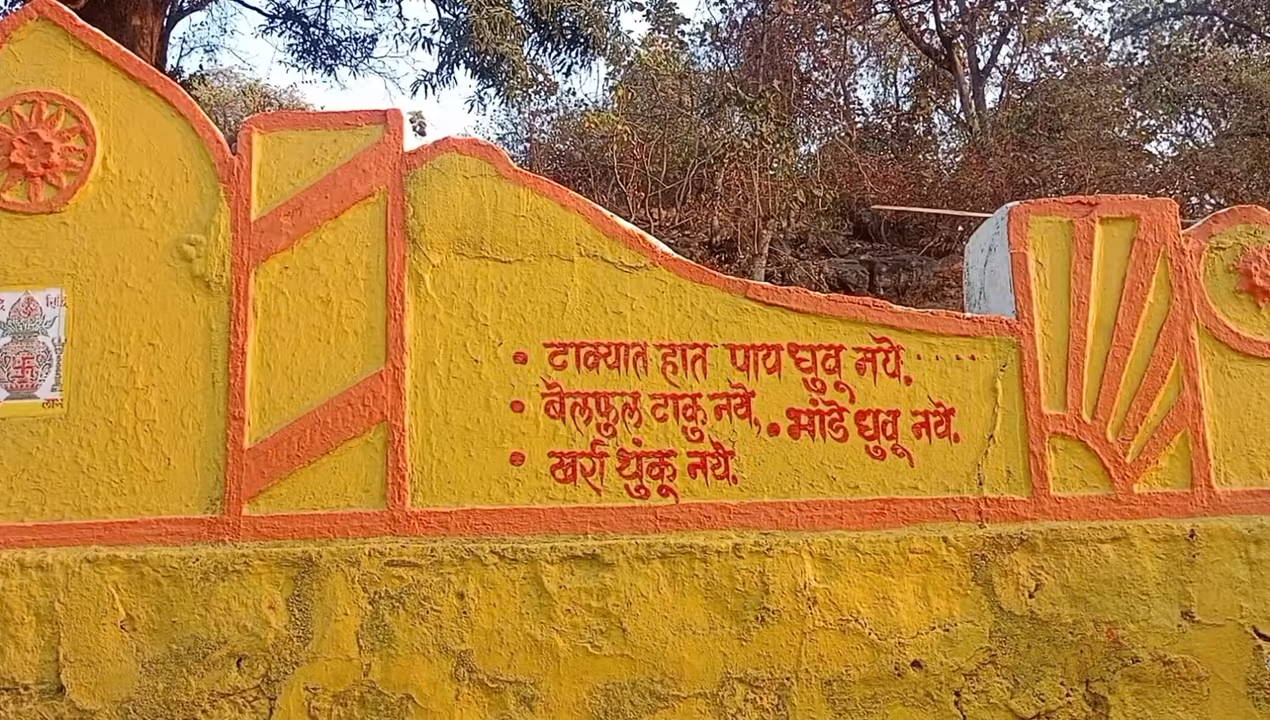 • टाक्यात हात पाय धुवू नये.....
• बेलफुल टाकु नये, • भांडे धुवू नये.
• खर्रा थुंकू नये.
लाभ